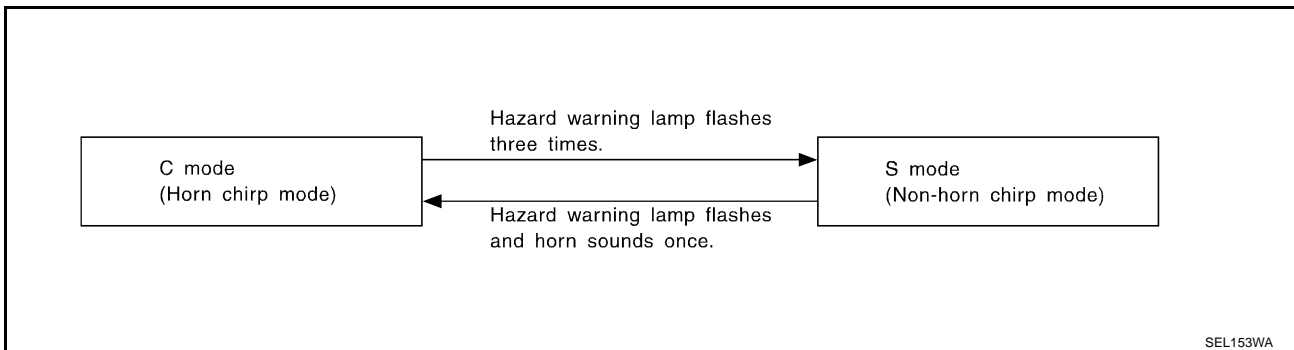 Hazard warning lamp flashes
three times.
C mode
(Horn chirp mode)
S mode
(Non-horn chirp mode)
Hazard warning lamp flashes
and horn sounds once.
SEL153WA